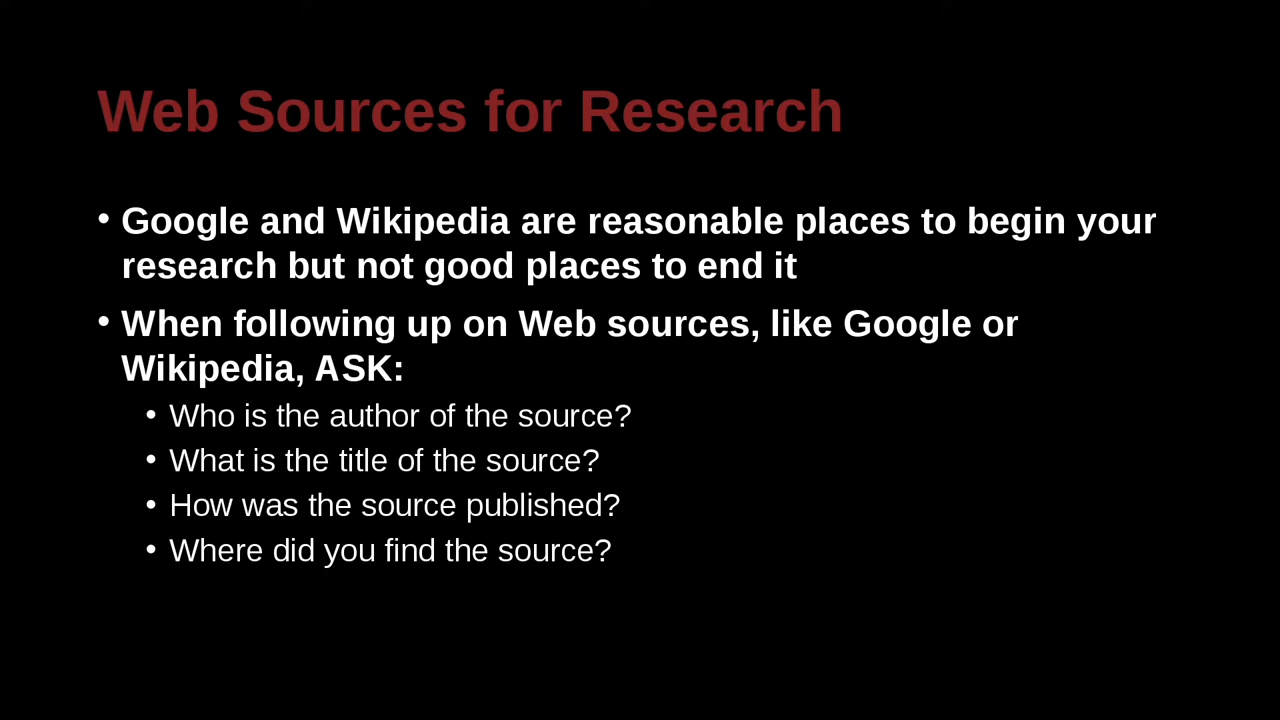 Web Sources for Research
• Google and Wikipedia are reasonable places to begin your
research but not good places to end it
• When following up on Web sources, like Google or
Wikipedia, ASK:
• Who is the author of the source?
• What is the title of the source?
• How was the source published?
• Where did you find the source?